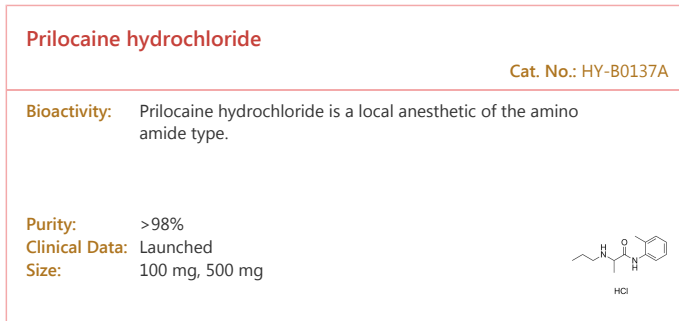 Prilocaine hydrochloride
Cat. No.: HY-B0137A
Bioactivity: Prilocaine hydrochloride is a local anesthetic of the amino
amide type.
Purity: >98%
Clinical Data: Launched
Size: 100 mg, 500 mg
H
N
O
N
H
HCl